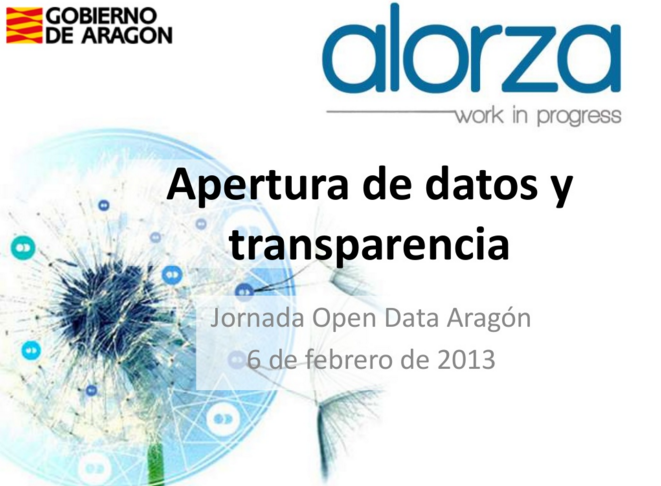 GOBIERNO
DE ARAGON
alorza
work in progress
Apertura de datos y
transparencia
Jornada Open Data Aragón
6 de febrero de 2013